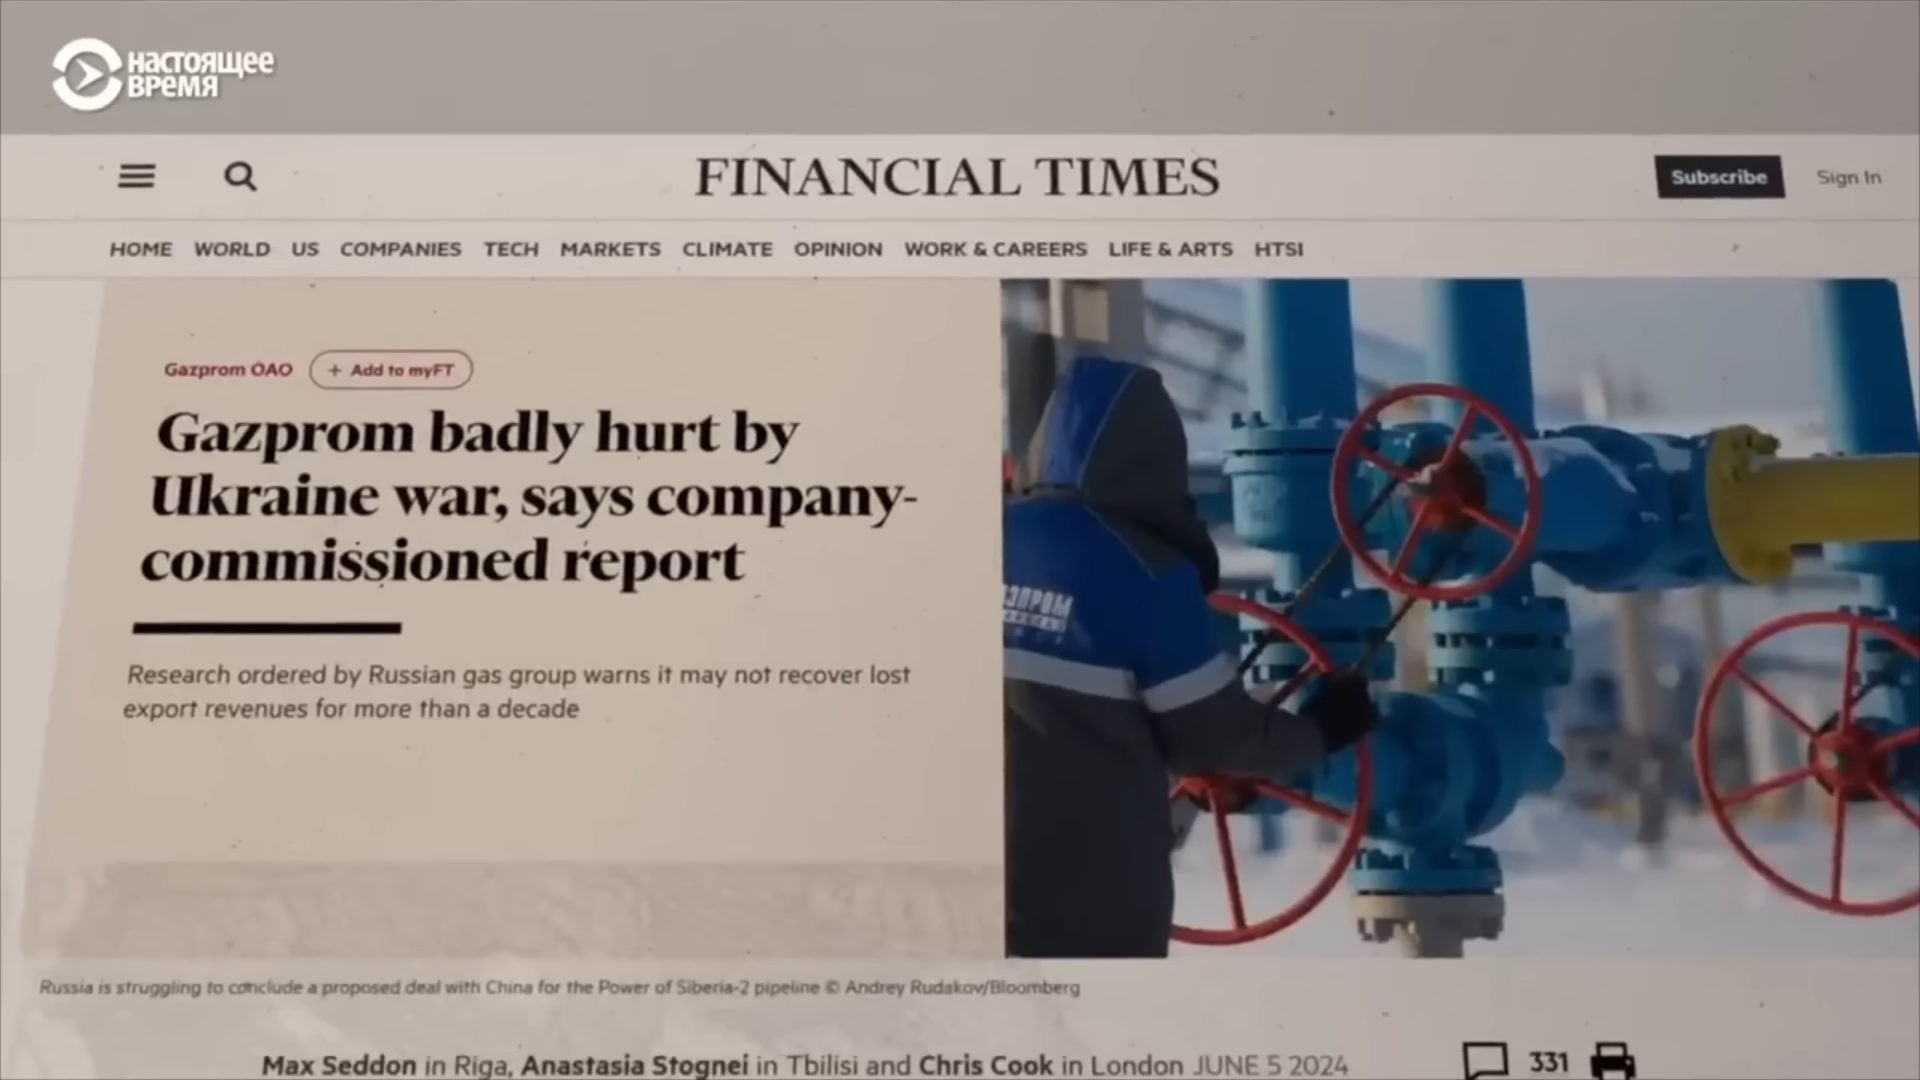 настоящее
время
FINANCIAL TIMES
Subscribe
Sign In
HOME WORLD US COMPANIES TECH MARKETS CLIMATE OPINION WORK & CAREERS LIFE & ARTS HTSI
Gazprom OAO
+ Add to myFT
Gazprom badly hurt by
Ukraine war, says company-
commissioned report
Research ordered by Russian gas group warns it may not recover lost
export revenues for more than a decade
Russia is struggling to conclude a proposed deal with China for the Power of Siberia-2 pipeline © Andrey Rudakov/Bloomberg
Max Seddon in Riga, Anastasia Stognei in Tbilisi and Chris Cook in London JUNE 5 2024
331